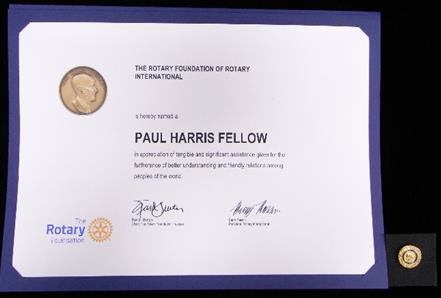 THE ROTARY FOUNDATION OF ROTARY
INTERNATIONAL
is hereby named a
PAUL HARRIS FELLOW
in appreciation of tangible and significant assistance given for the
furtherance of better understanding and friendly relations among
peoples of the world.
The
Rotary
Foundation